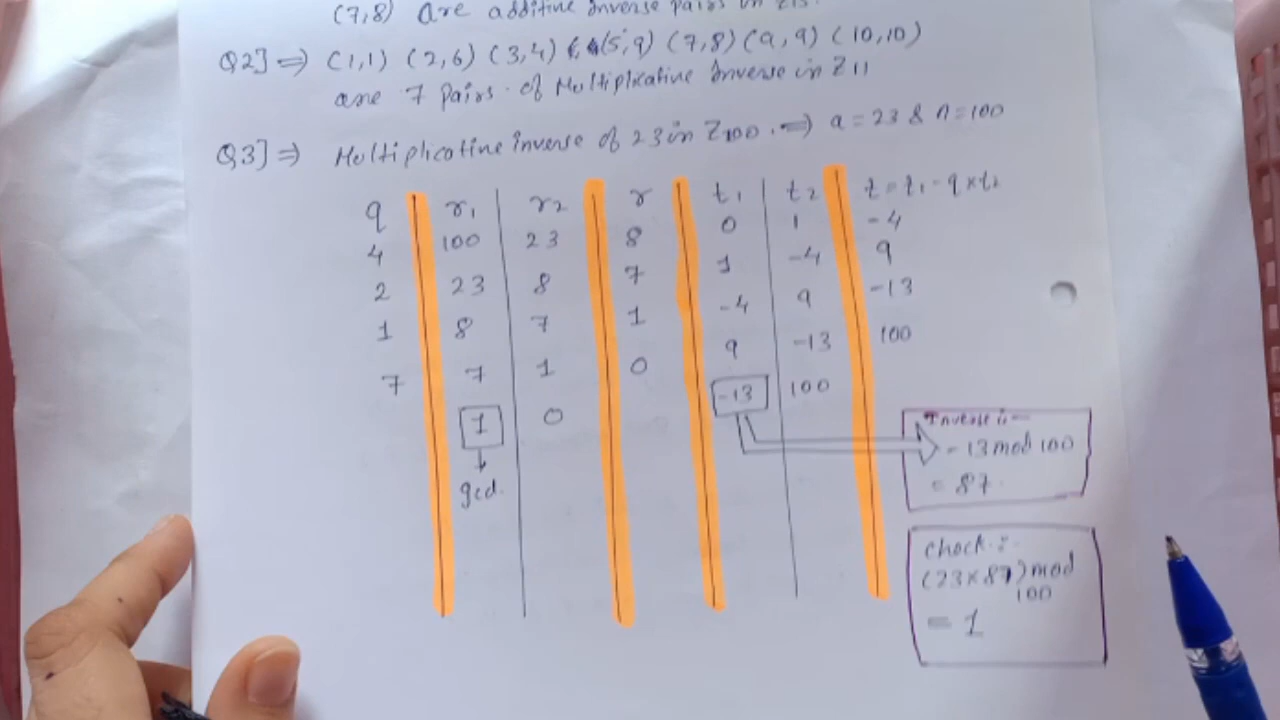 (7,8) are additive inverse pairs in Z13.
Q2] ⇒ (1,1) (2,6) (3,4) (5,9) (7,8) (9,9) (10,10)
are 7 Pairs of Multiplicative Inverse in Z11
Q3] ⇒ Multiplicative inverse of 23 in Z100. ⇒ a = 23 & n = 100
q r1 r2 r t1 t2 t = t1 - q × t2
4 100 23 8 0 1 -4
2 23 8 7 1 -4 9
1 8 7 1 -4 9 -13
7 7 1 0 9 -13 100
1 0 -13 100
gcd.
Inverse is -
- 13 mod 100
= 87.
Check :-
(23 × 87) mod
100
= 1